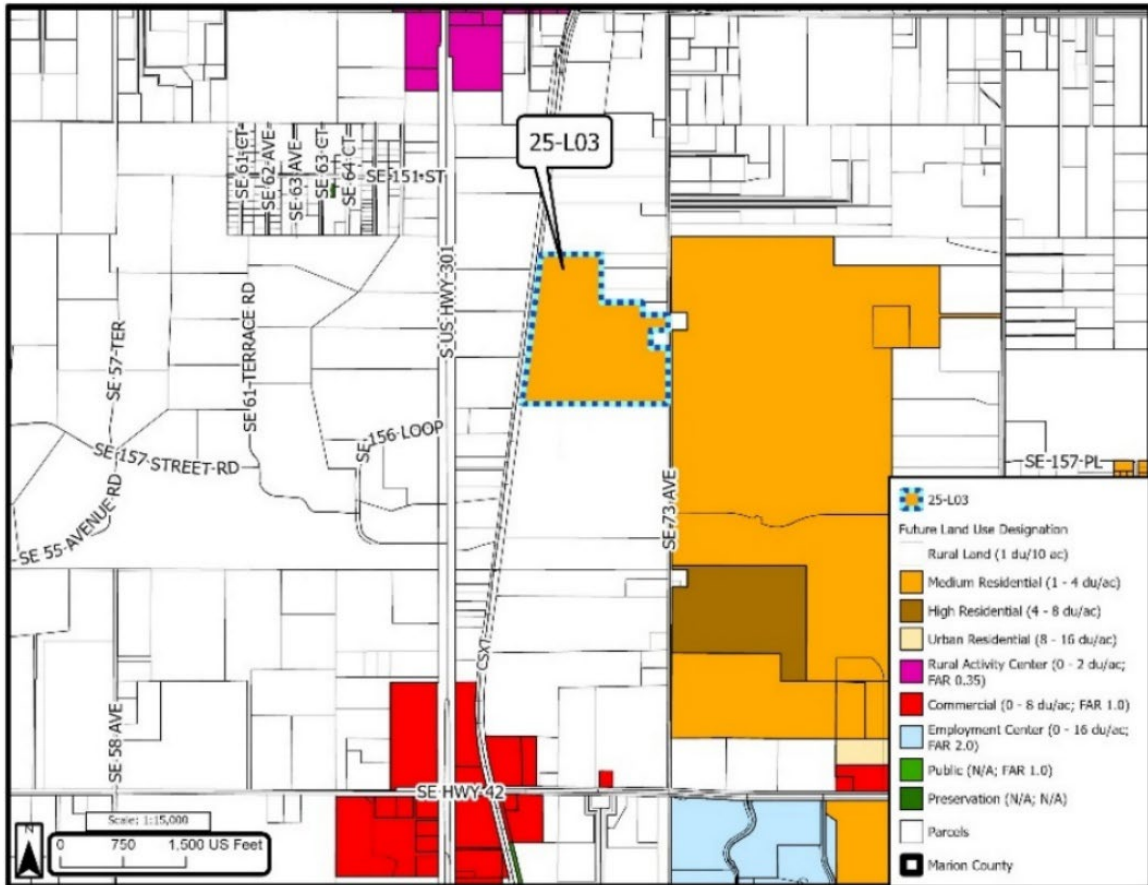 25-L03
SE 61 CT
SE 62 AVE
SE 63 AVE
SE 63 CT
SE 64 CT
SE 151 ST
S US HWY 301
SE 57 TER
SE 61 TERRACE RD
SE 156 LOOP
SE 157 STREET RD
SE 55 AVENUE RD
SE 73 AVE
SE 157 PL
CSXT
SE 58 AVE
SE HWY 42
25-L03
Future Land Use Designation
Rural Land (1 du/10 ac)
Medium Residential (1 - 4 du/ac)
High Residential (4 - 8 du/ac)
Urban Residential (8 - 16 du/ac)
Rural Activity Center (0 - 2 du/ac;
FAR 0.35)
Commercial (0 - 8 du/ac; FAR 1.0)
Employment Center (0 - 16 du/ac;
FAR 2.0)
Public (N/A; FAR 1.0)
Preservation (N/A; N/A)
Parcels
Marion County
N
Scale: 1:15,000
0 750 1,500 US Feet